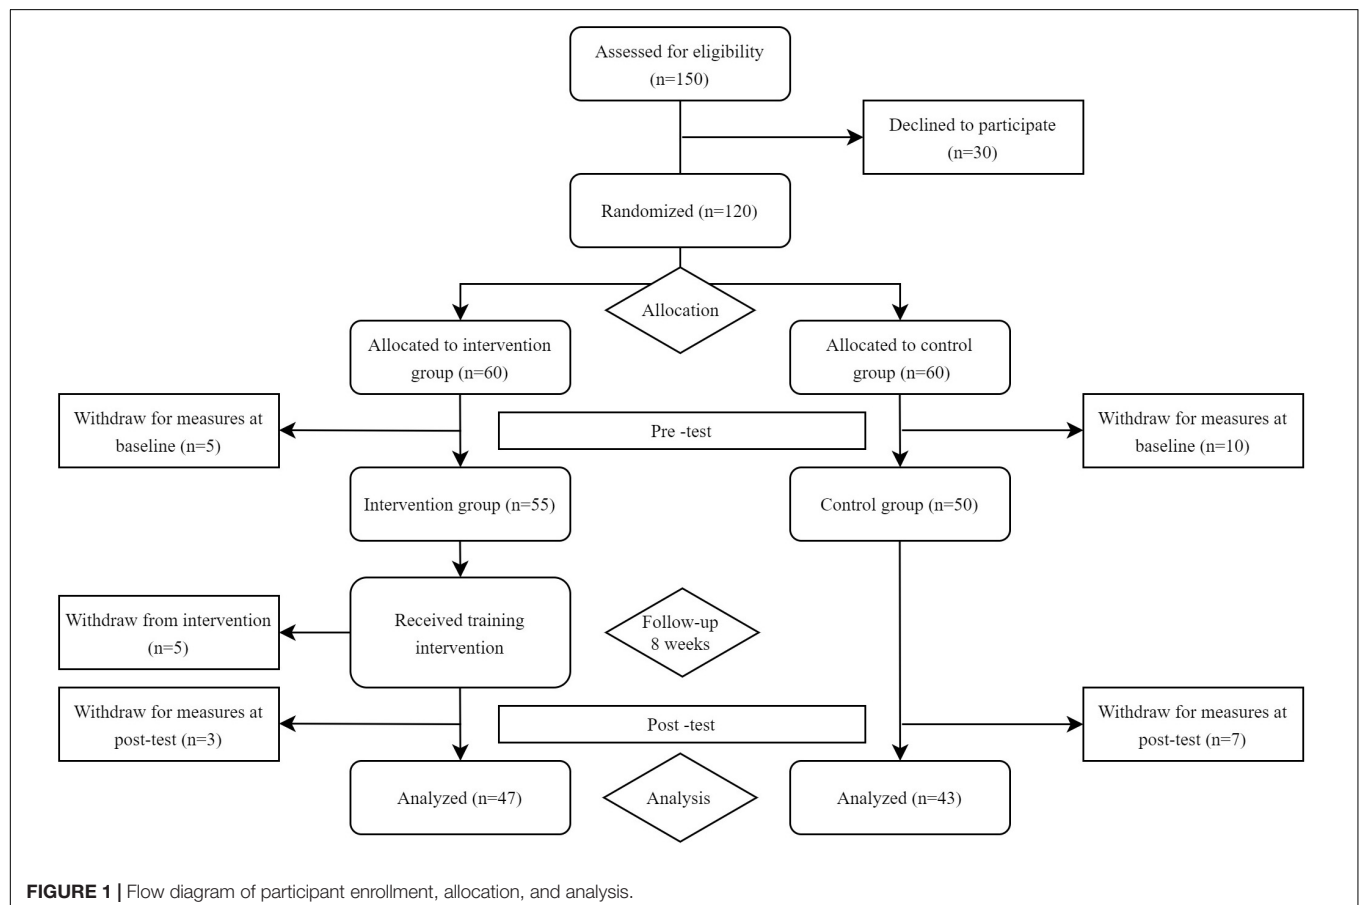 Assessed for eligibility
(n=150)
Declined to participate
(n=30)
Randomized (n=120)
Allocation
Allocated to intervention
group (n=60)
Allocated to control
group (n=60)
Withdraw for measures at
baseline (n=5)
Pre -test
Withdraw for measures at
baseline (n=10)
Intervention group (n=55)
Control group (n=50)
Withdraw from intervention
(n=5)
Received training
intervention
Follow-up
8 weeks
Withdraw for measures at
post-test (n=3)
Post -test
Withdraw for measures at
post-test (n=7)
Analyzed (n=47)
Analysis
Analyzed (n=43)
FIGURE 1 | Flow diagram of participant enrollment, allocation, and analysis.